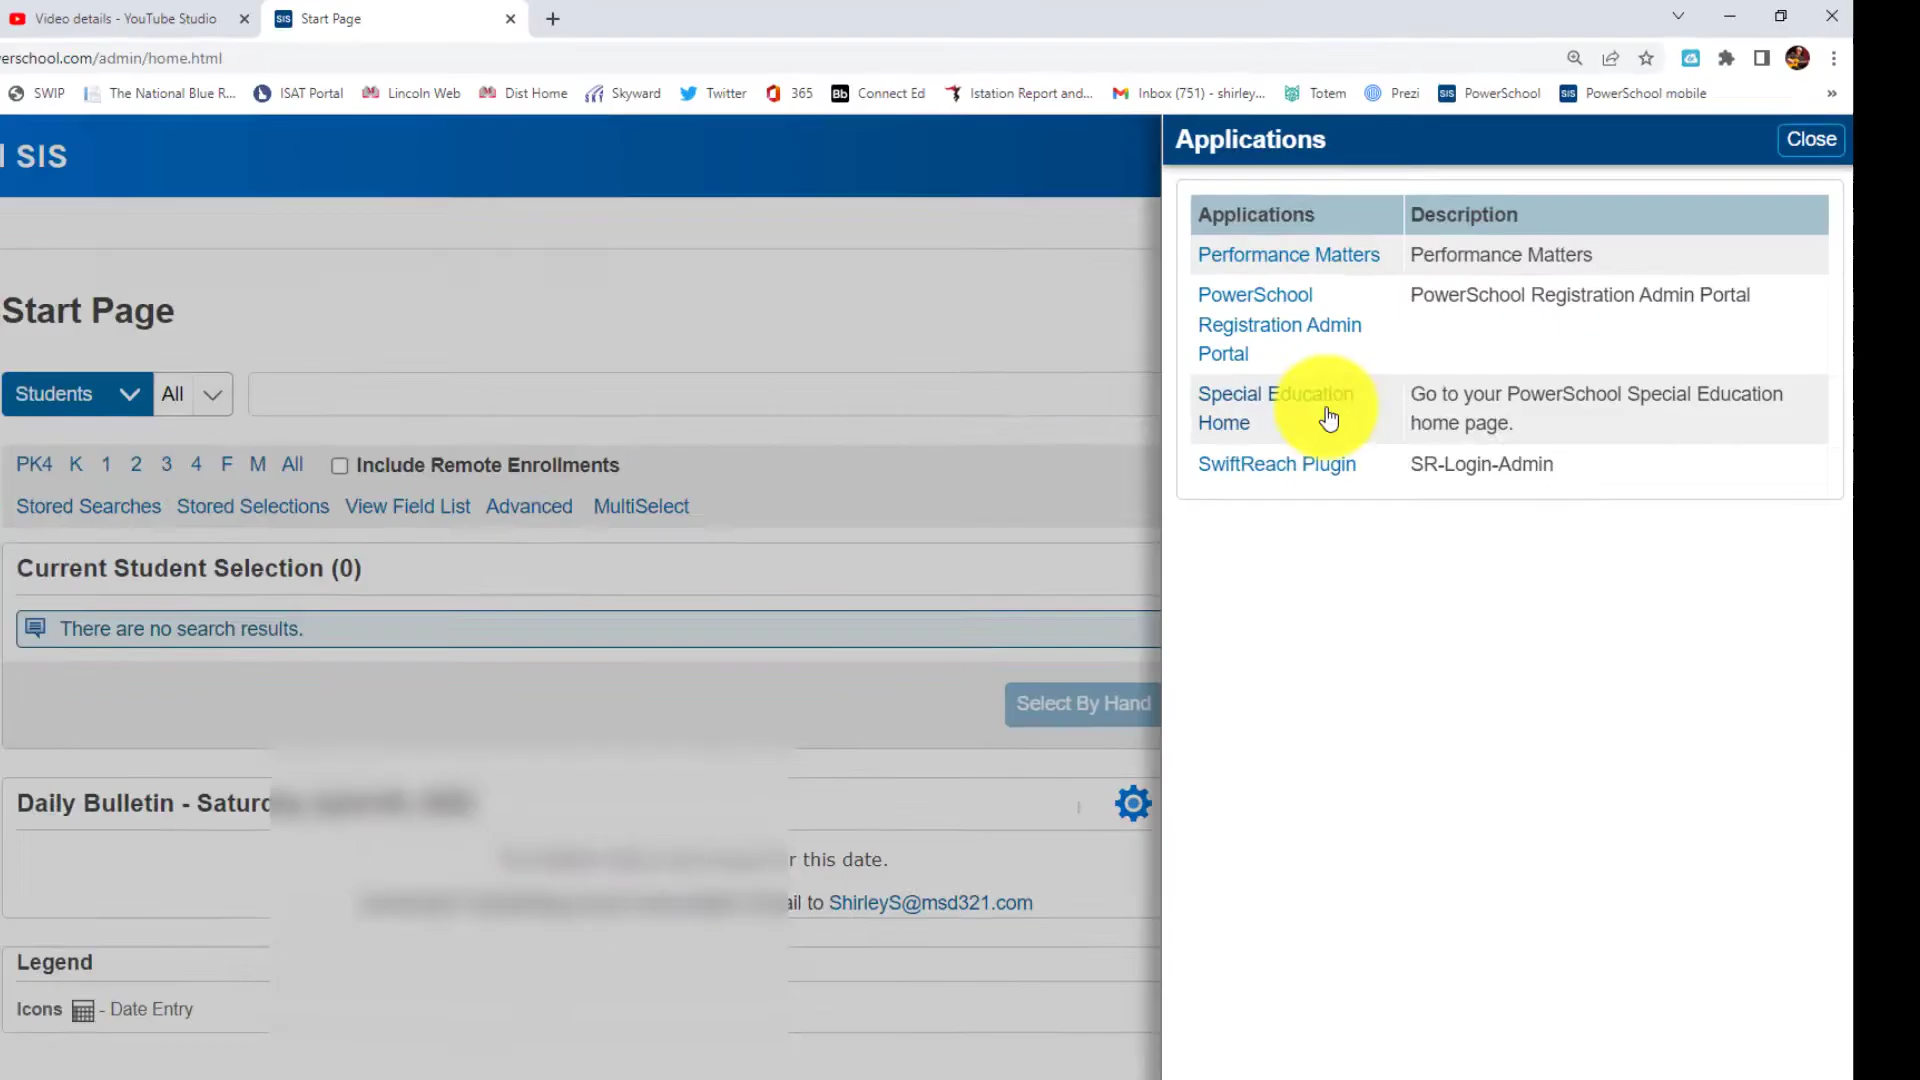 Video details - YouTube Studio
SIS Start Page
erschool.com/admin/home.html
SWIP
The National Blue R...
ISAT Portal
Lincoln Web
Dist Home
Skyward
Twitter
365
Bb Connect Ed
Istation Report and...
Inbox (751) - shirley...
Totem
Prezi
SIS PowerSchool
SIS PowerSchool mobile
»
SIS
Start Page
Students
All
PK4 K 1 2 3 4 F M All
Include Remote Enrollments
Stored Searches Stored Selections View Field List Advanced MultiSelect
Current Student Selection (0)
There are no search results.
Select By Hand
Daily Bulletin -
r this date.
ail to ShirleyS@msd321.com
Legend
Icons - Date Entry
Applications
Close
Applications Description
Performance Matters Performance Matters
PowerSchool PowerSchool Registration Admin Portal
Registration Admin
Portal
Special Education Go to your PowerSchool Special Education
Home home page.
SwiftReach Plugin SR-Login-Admin